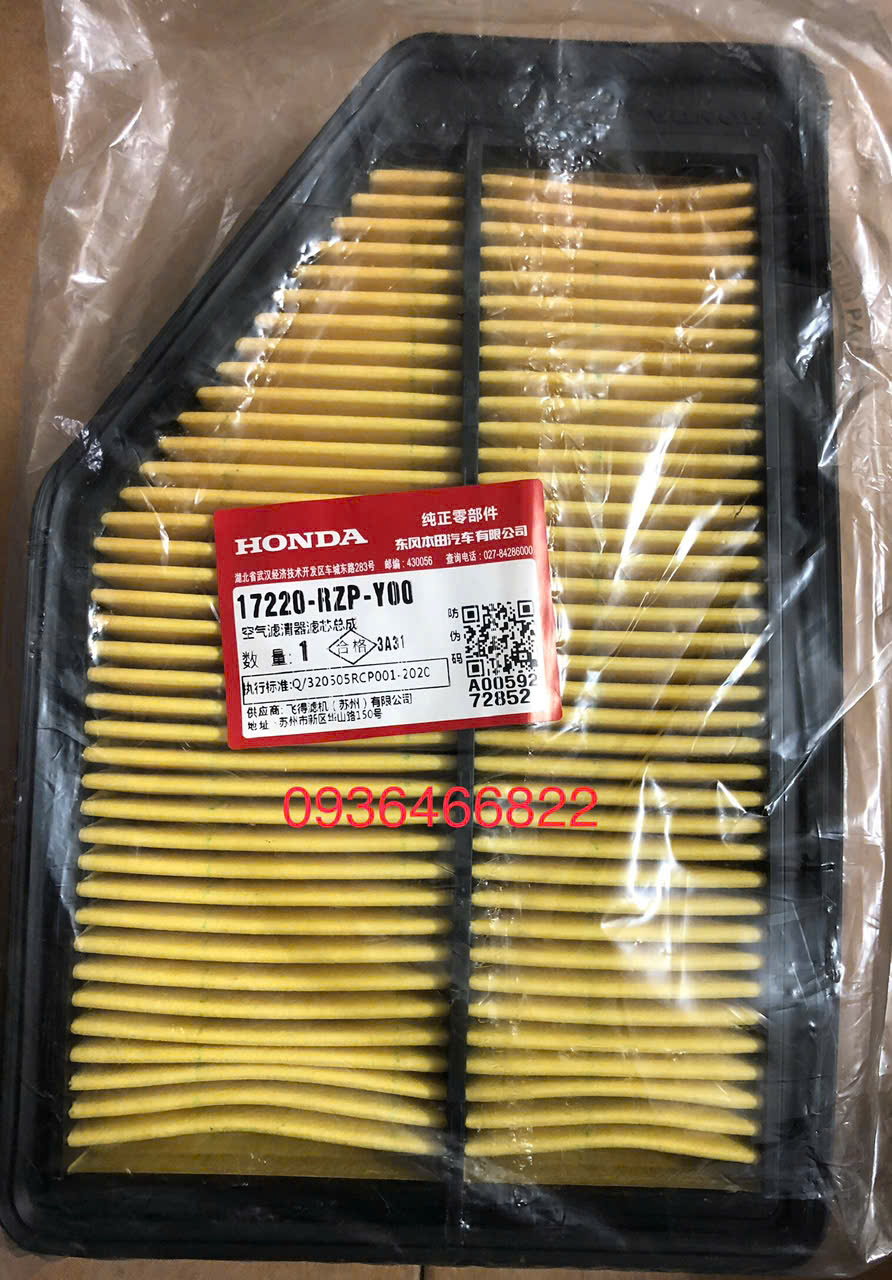 HONDA
纯正零部件
HONDA
东风本田汽车有限公司
湖北省武汉经济技术开发区车城东路283号 邮编:430056 查询电话:027-84286000
17220-RZP-Y00
空气滤清器滤芯总成
数量:1 合格 3A31
防伪码
执行标准:Q/320505RCP001-2020
A00592
72852
供应商:飞得滤机(苏州)有限公司
地址:苏州市新区华山路150号
0936466822